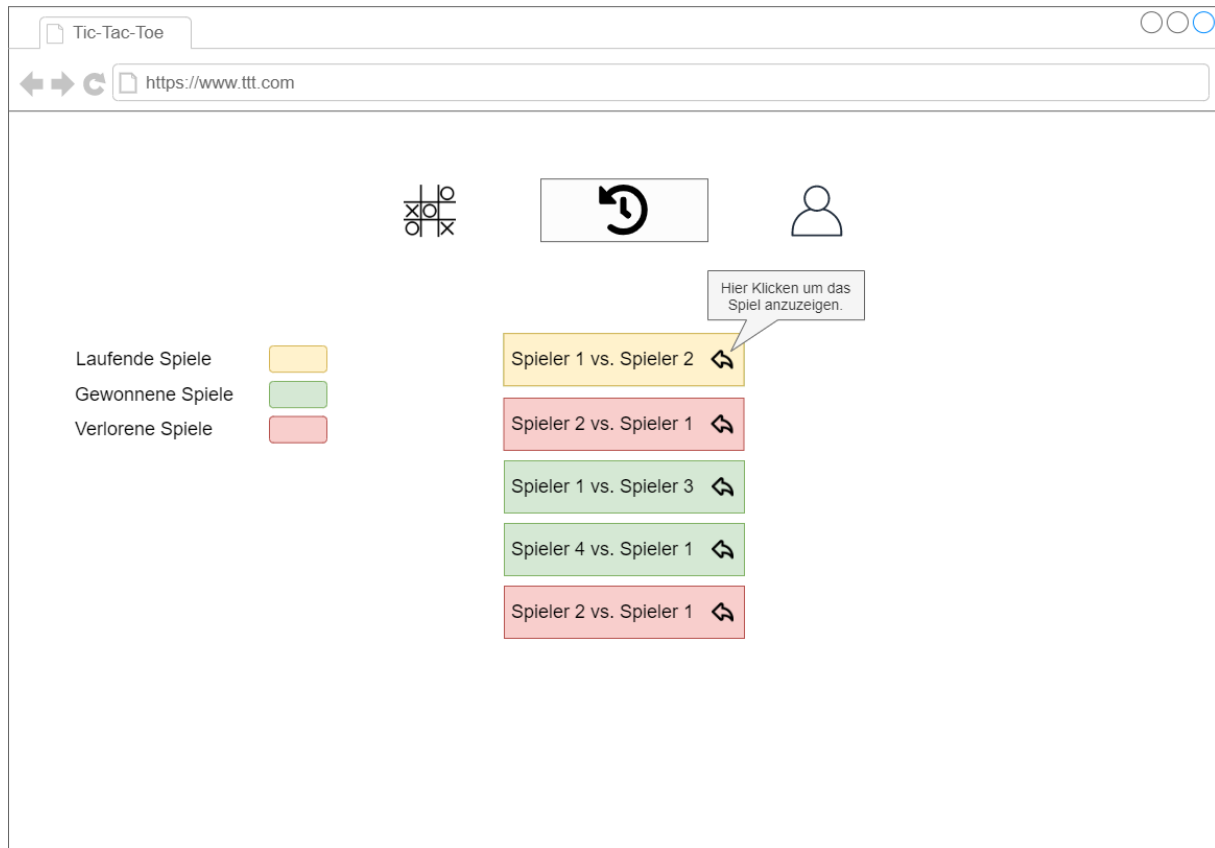 Tic-Tac-Toe
https://www.ttt.com
Hier Klicken um das
Spiel anzuzeigen.
Laufende Spiele
Gewonnene Spiele
Verlorene Spiele
Spieler 1 vs. Spieler 2
Spieler 2 vs. Spieler 1
Spieler 1 vs. Spieler 3
Spieler 4 vs. Spieler 1
Spieler 2 vs. Spieler 1